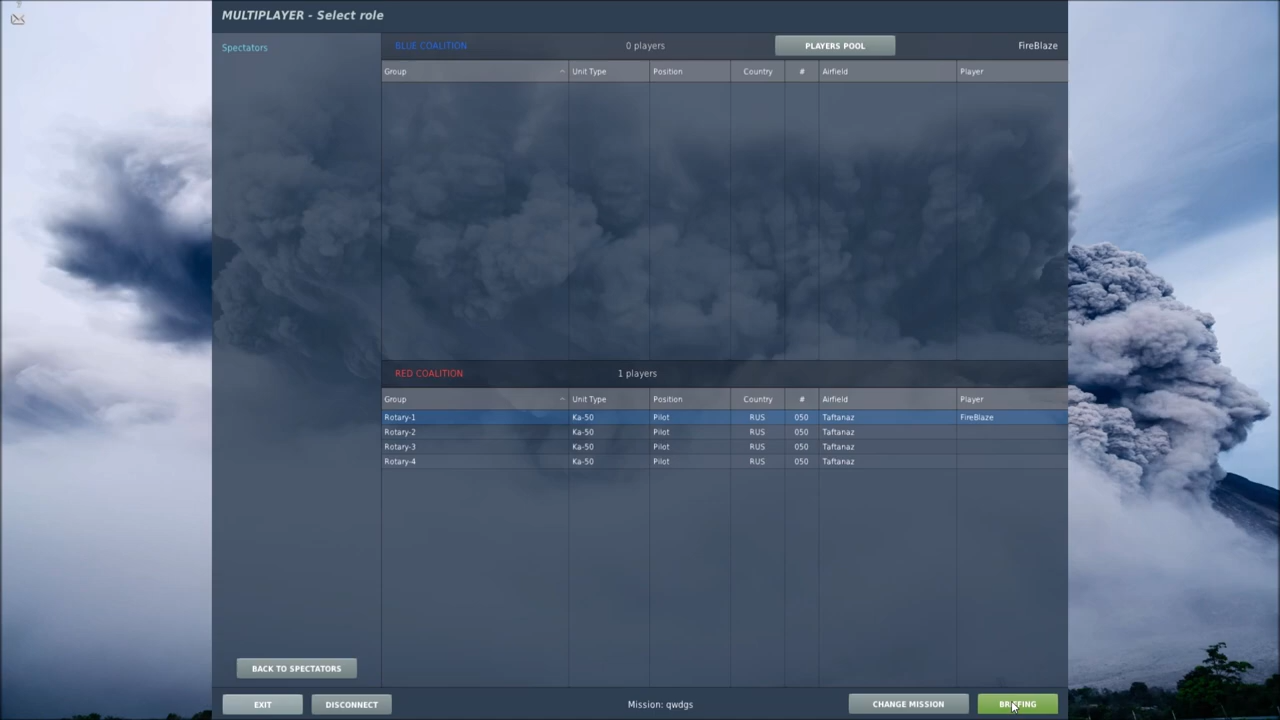 MULTIPLAYER - Select role
Spectators
BLUE COALITION 0 players PLAYERS POOL FireBlaze
Group Unit Type Position Country # Airfield Player
RED COALITION 1 players
Group Unit Type Position Country # Airfield Player
Rotary-1 Ka-50 Pilot RUS 050 Taftanaz FireBlaze
Rotary-2 Ka-50 Pilot RUS 050 Taftanaz
Rotary-3 Ka-50 Pilot RUS 050 Taftanaz
Rotary-4 Ka-50 Pilot RUS 050 Taftanaz
BACK TO SPECTATORS
EXIT DISCONNECT Mission: qwdgs CHANGE MISSION BRIEFING